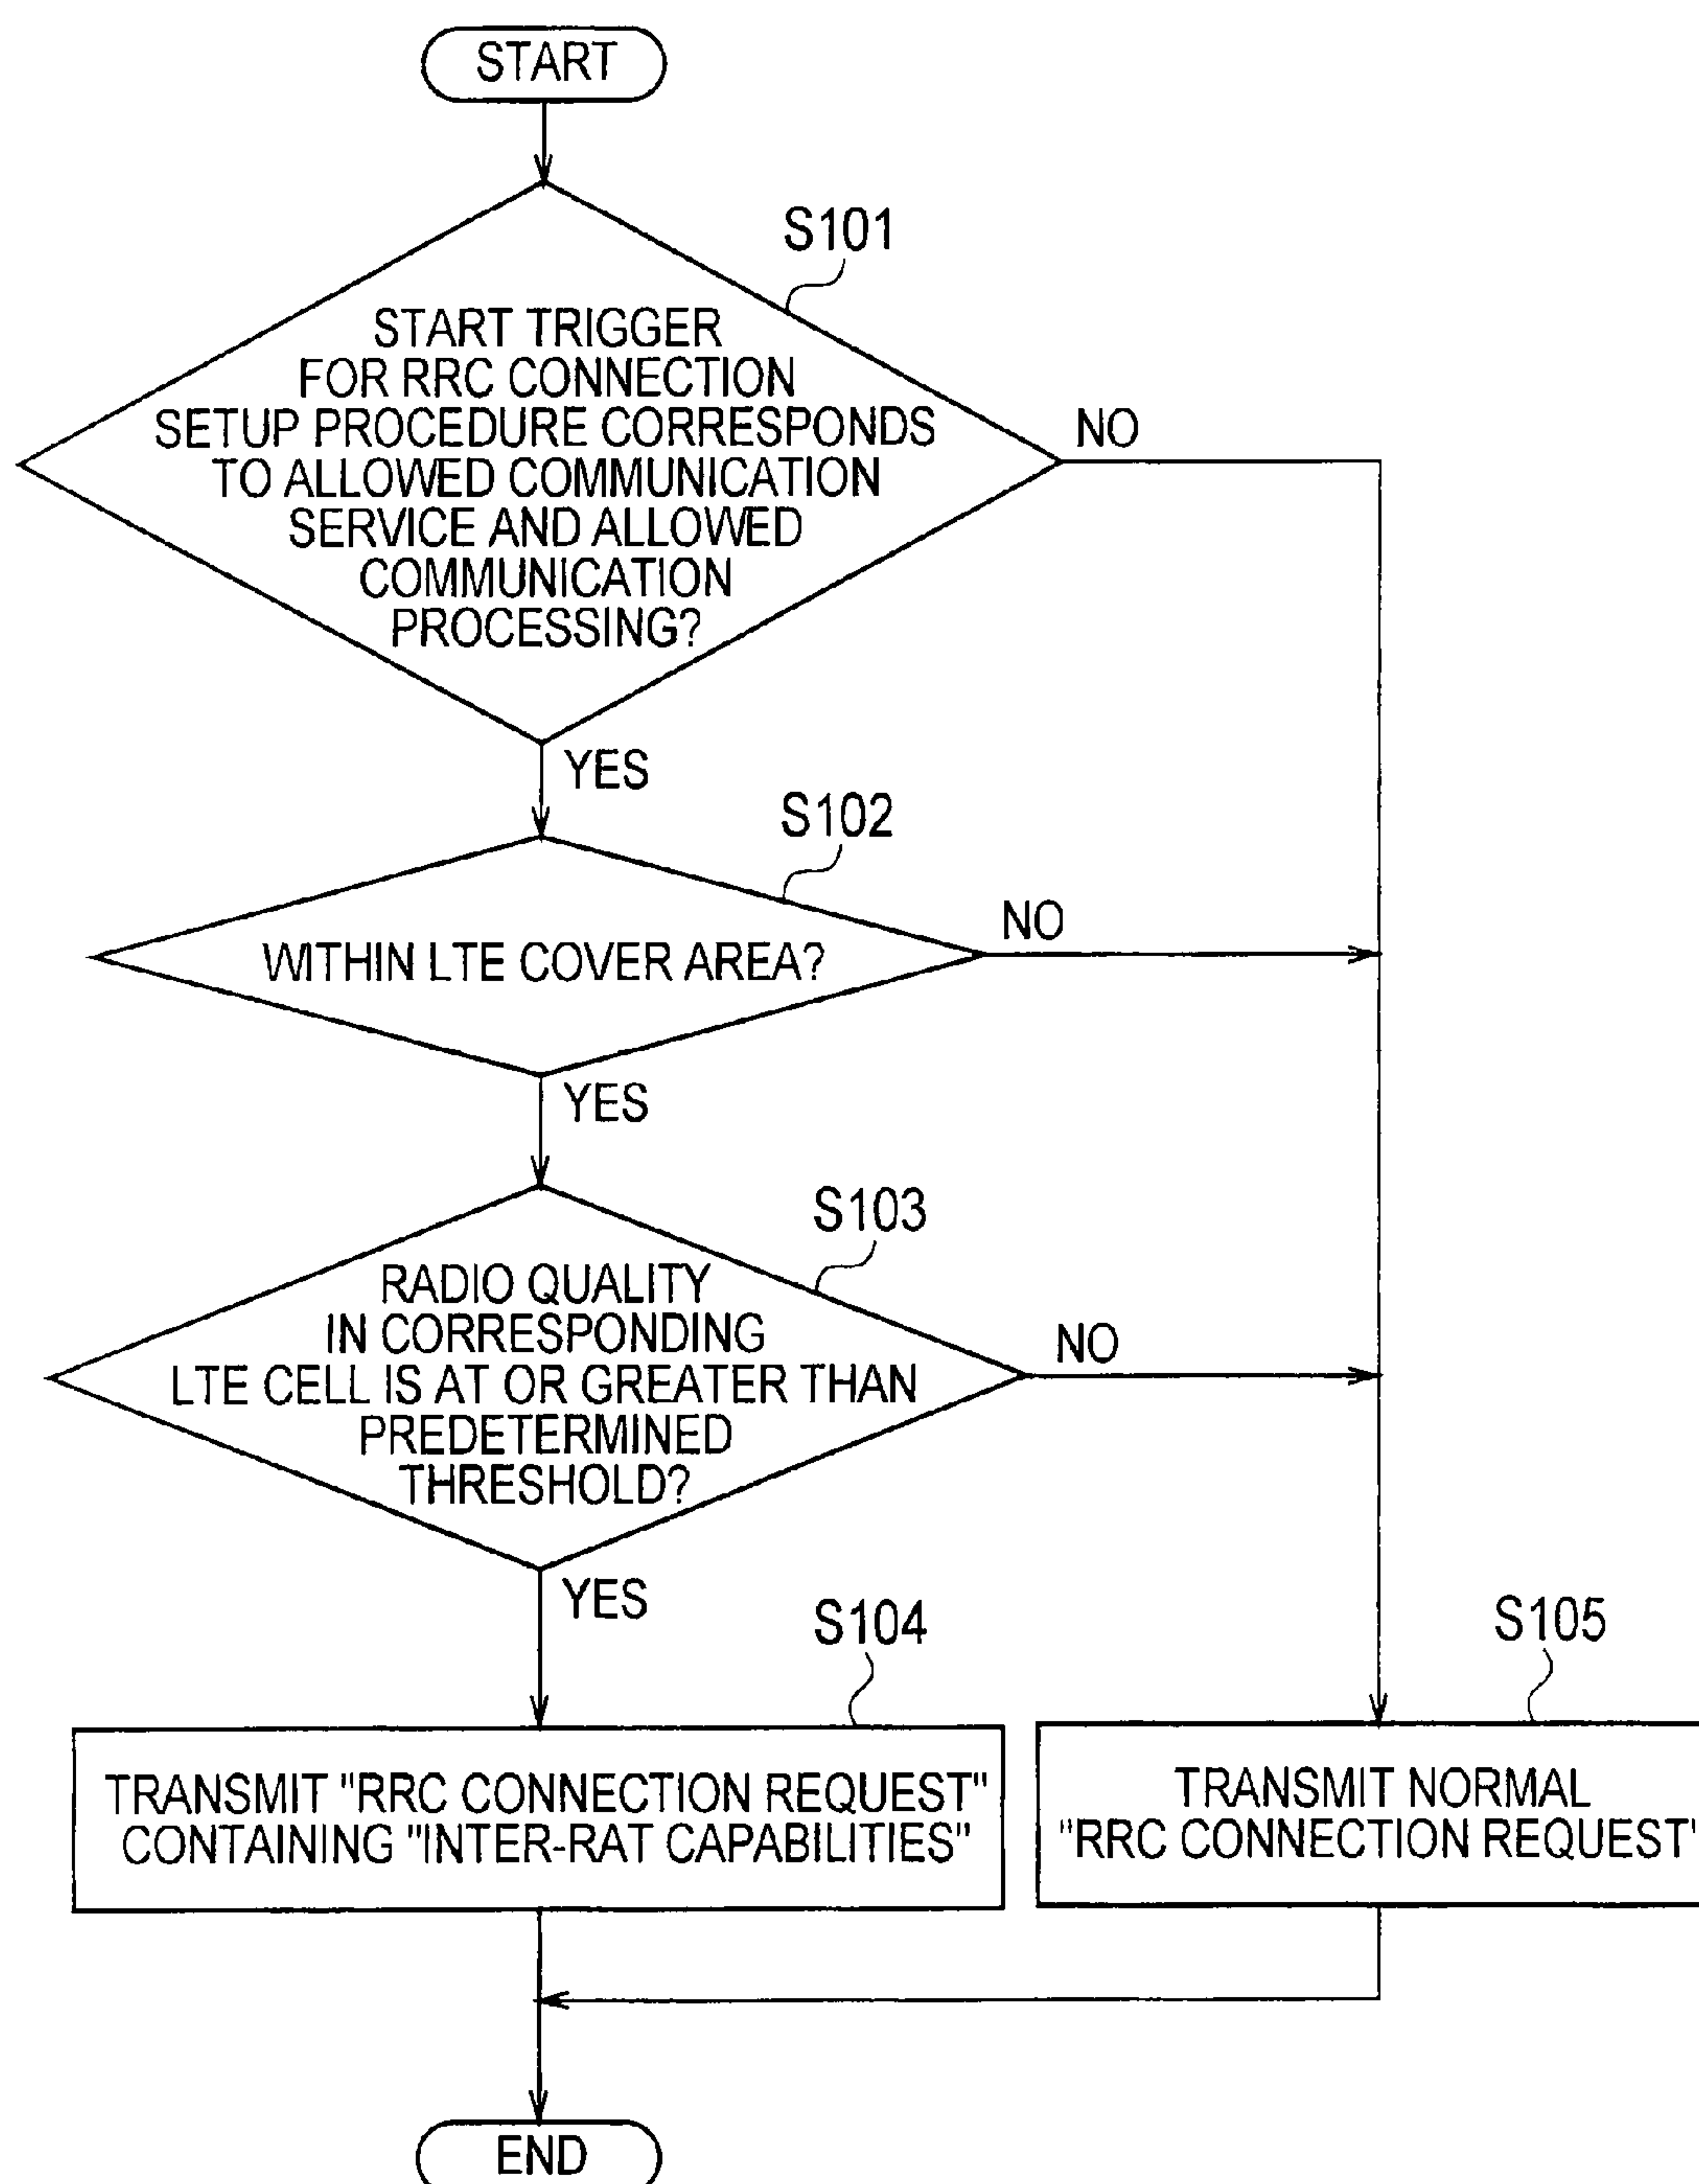 START
S101
START TRIGGER
FOR RRC CONNECTION
SETUP PROCEDURE CORRESPONDS
TO ALLOWED COMMUNICATION
SERVICE AND ALLOWED
COMMUNICATION
PROCESSING?
NO
YES
S102
WITHIN LTE COVER AREA?
NO
YES
S103
RADIO QUALITY
IN CORRESPONDING
LTE CELL IS AT OR GREATER THAN
PREDETERMINED
THRESHOLD?
NO
YES
S104
TRANSMIT "RRC CONNECTION REQUEST"
CONTAINING "INTER-RAT CAPABILITIES"
S105
TRANSMIT NORMAL
"RRC CONNECTION REQUEST"
END